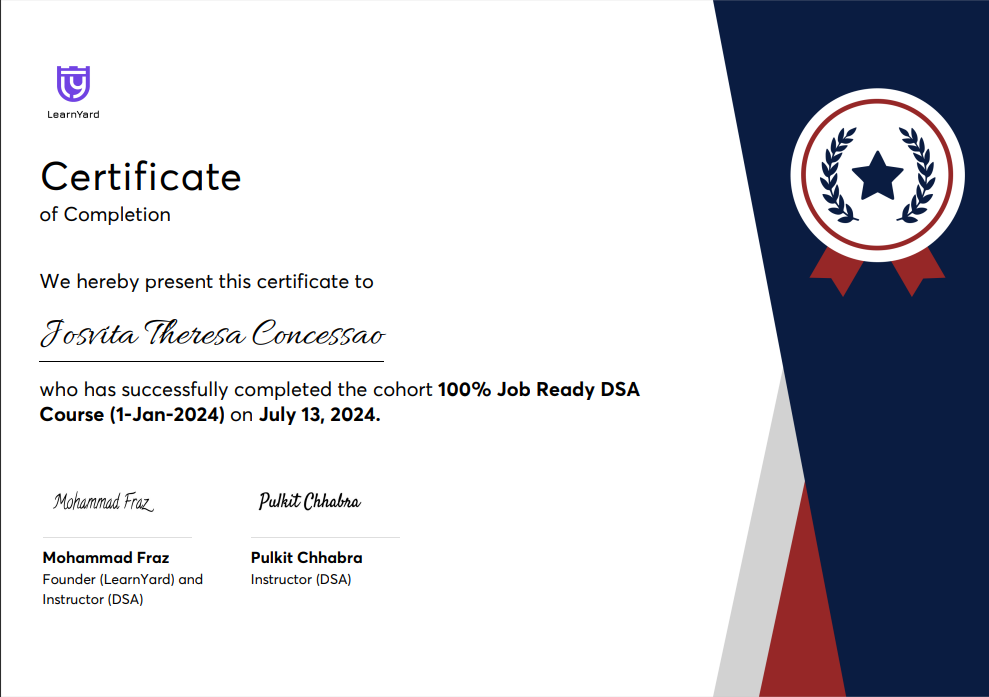 LearnYard
Certificate
of Completion
We hereby present this certificate to
Josvita Theresa Concessao
who has successfully completed the cohort 100% Job Ready DSA
Course (1-Jan-2024) on July 13, 2024.
Mohammad Fraz
Pulkit Chhabra
Mohammad Fraz
Founder (LearnYard) and
Instructor (DSA)
Pulkit Chhabra
Instructor (DSA)